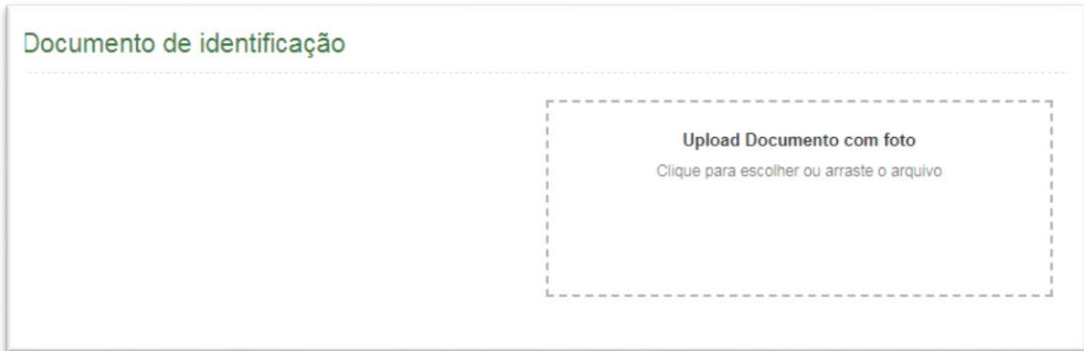 Documento de identificação
Upload Documento com foto
Clique para escolher ou arraste o arquivo